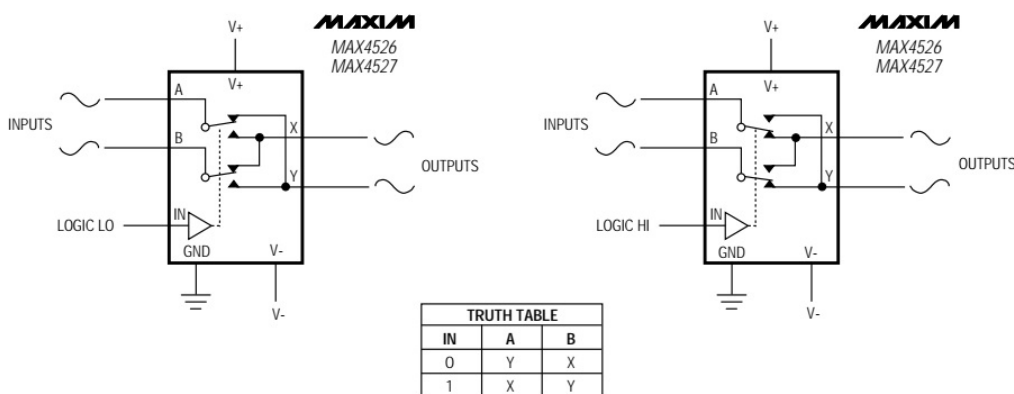 V+
MAXIM
MAX4526
MAX4527
V+
A
INPUTS
B
X
Y
OUTPUTS
LOGIC LO
IN
GND
V-
V-
V+
MAXIM
MAX4526
MAX4527
V+
A
INPUTS
B
X
Y
OUTPUTS
LOGIC HI
IN
GND
V-
V-
TRUTH TABLE
IN A B
0 Y X
1 X Y